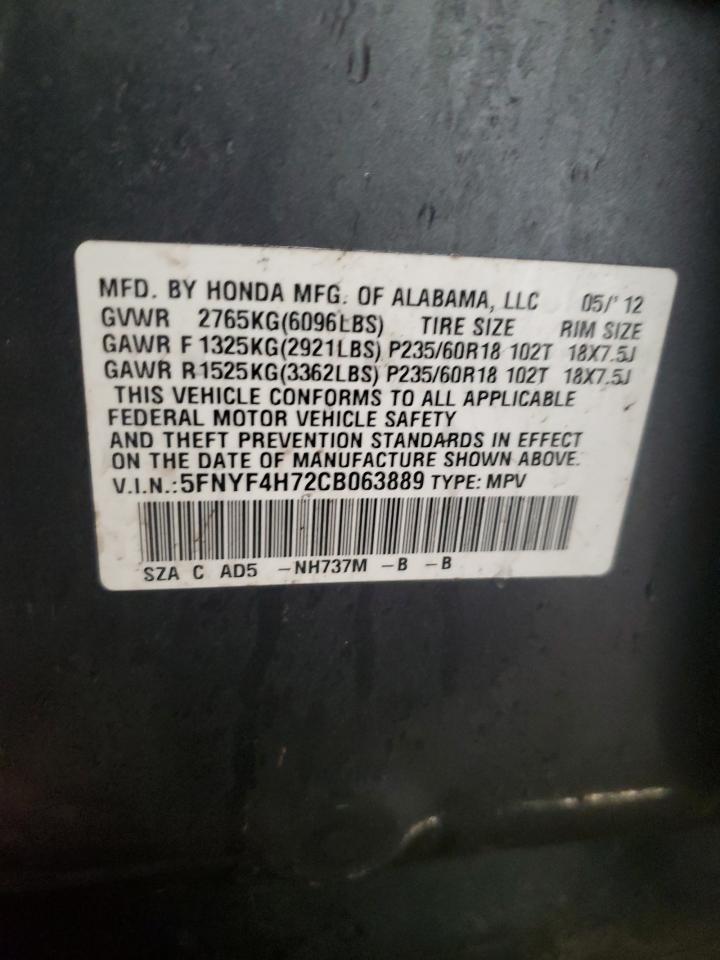 MFD. BY HONDA MFG. OF ALABAMA, LLC 05/'12
GVWR 2765KG(6096LBS) TIRE SIZE RIM SIZE
GAWR F 1325KG(2921LBS) P235/60R18 102T 18X7.5J
GAWR R1525KG(3362LBS) P235/60R18 102T 18X7.5J
THIS VEHICLE CONFORMS TO ALL APPLICABLE
FEDERAL MOTOR VEHICLE SAFETY
AND THEFT PREVENTION STANDARDS IN EFFECT
ON THE DATE OF MANUFACTURE SHOWN ABOVE.
V.I.N.:5FNYF4H72CB063889 TYPE: MPV
SZA C AD5 -NH737M -B -B